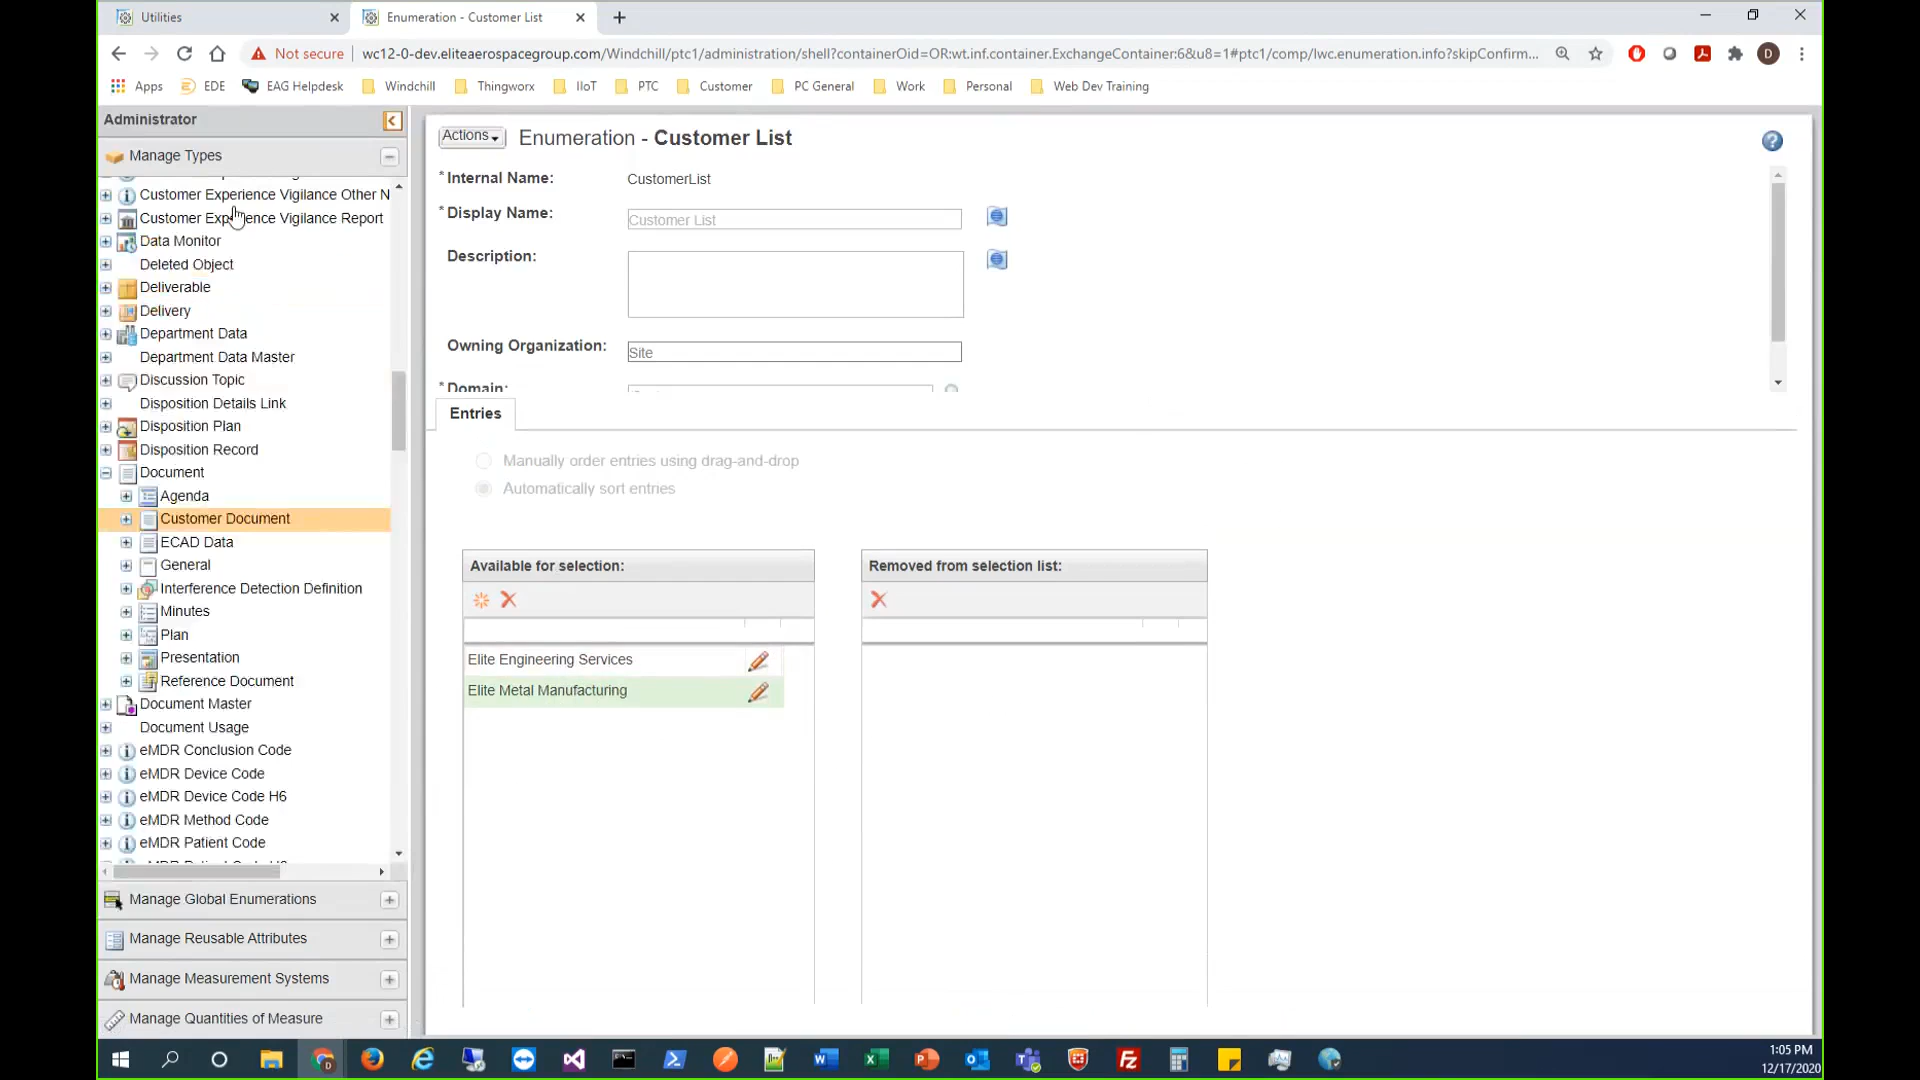 Utilities
Enumeration - Customer List
Not secure
wc12-0-dev.eliteaerospacegroup.com/Windchill/ptc1/administration/shell?containerOid=OR:wt.inf.container.ExchangeContainer:6&u8=1#ptc1/comp/lwc.enumeration.info?skipConfirm...
D
Apps
EDE
EAG Helpdesk
Windchill
Thingworx
IIoT
PTC
Customer
PC General
Work
Personal
Web Dev Training
Administrator
Manage Types
Customer Experience Vigilance Other N
Customer Experience Vigilance Report
Data Monitor
Deleted Object
Deliverable
Delivery
Department Data
Department Data Master
Discussion Topic
Disposition Details Link
Disposition Plan
Disposition Record
Document
Agenda
Customer Document
ECAD Data
General
Interference Detection Definition
Minutes
Plan
Presentation
Reference Document
Document Master
Document Usage
eMDR Conclusion Code
eMDR Device Code
eMDR Device Code H6
eMDR Method Code
eMDR Patient Code
Manage Global Enumerations
Manage Reusable Attributes
Manage Measurement Systems
Manage Quantities of Measure
Actions
Enumeration - Customer List
* Internal Name: CustomerList
* Display Name: Customer List
Description:
Owning Organization: Site
* Domain:
Entries
Manually order entries using drag-and-drop
Automatically sort entries
Available for selection:
Elite Engineering Services
Elite Metal Manufacturing
Removed from selection list:
1:05 PM
12/17/2020